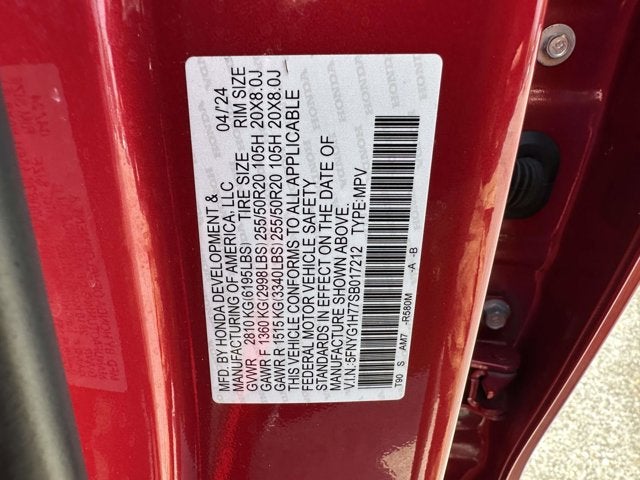 MFD. BY HONDA DEVELOPMENT & 04/'24
MANUFACTURING OF AMERICA, LLC
GVWR 2810 KG(6195LBS) TIRE SIZE RIM SIZE
GAWR F 1360 KG(2998LBS) 255/50R20 105H 20X8.0J
GAWR R 1515 KG(3340LBS) 255/50R20 105H 20X8.0J
THIS VEHICLE CONFORMS TO ALL APPLICABLE
FEDERAL MOTOR VEHICLE SAFETY
STANDARDS IN EFFECT ON THE DATE OF
MANUFACTURE SHOWN ABOVE.
V.I.N.:5FNYG1H77SB017212 TYPE:MPV
T90 S AM7 -R580M -A -B